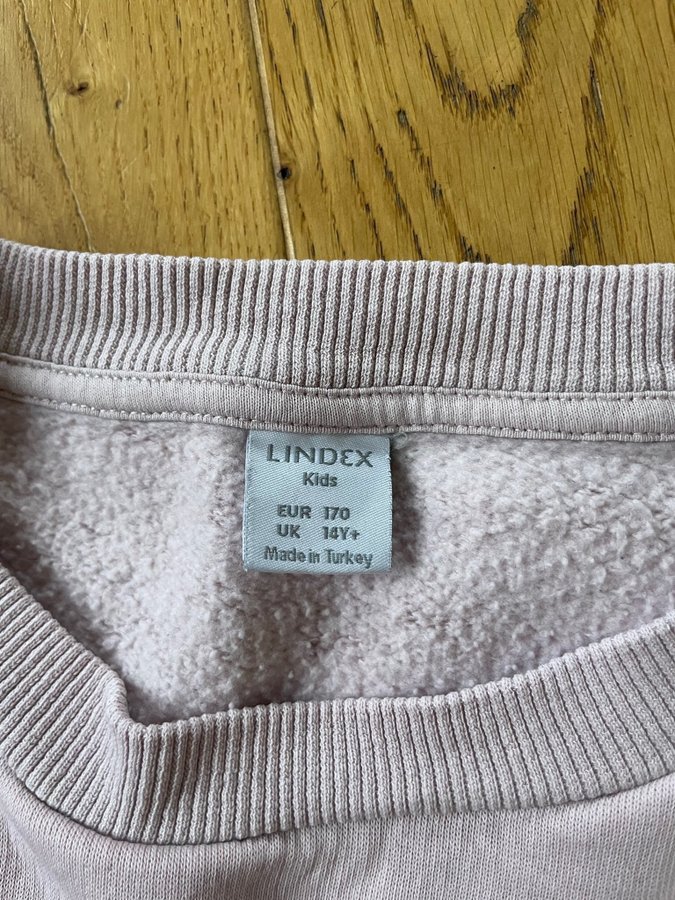 LINDEX
Kids
EUR 170
UK 14Y+
Made in Turkey